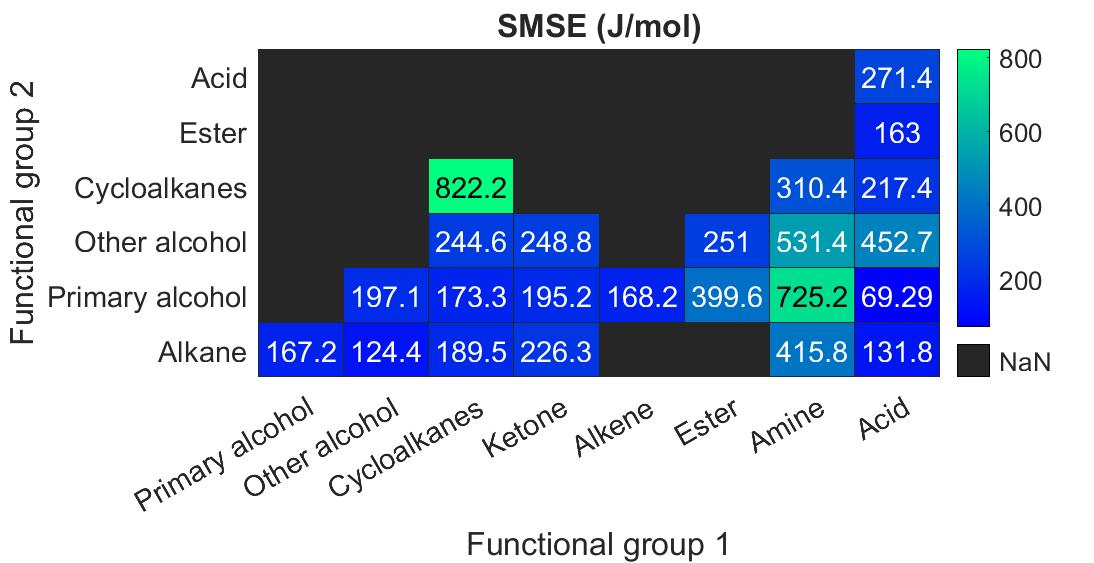 SMSE (J/mol)
Functional group 2
Acid 271.4
Ester 163
Cycloalkanes 822.2 310.4 217.4
Other alcohol 244.6 248.8 251 531.4 452.7
Primary alcohol 197.1 173.3 195.2 168.2 399.6 725.2 69.29
Alkane 167.2 124.4 189.5 226.3 415.8 131.8
Primary alcohol Other alcohol Cycloalkanes Ketone Alkene Ester Amine Acid
Functional group 1
800
600
400
200
NaN